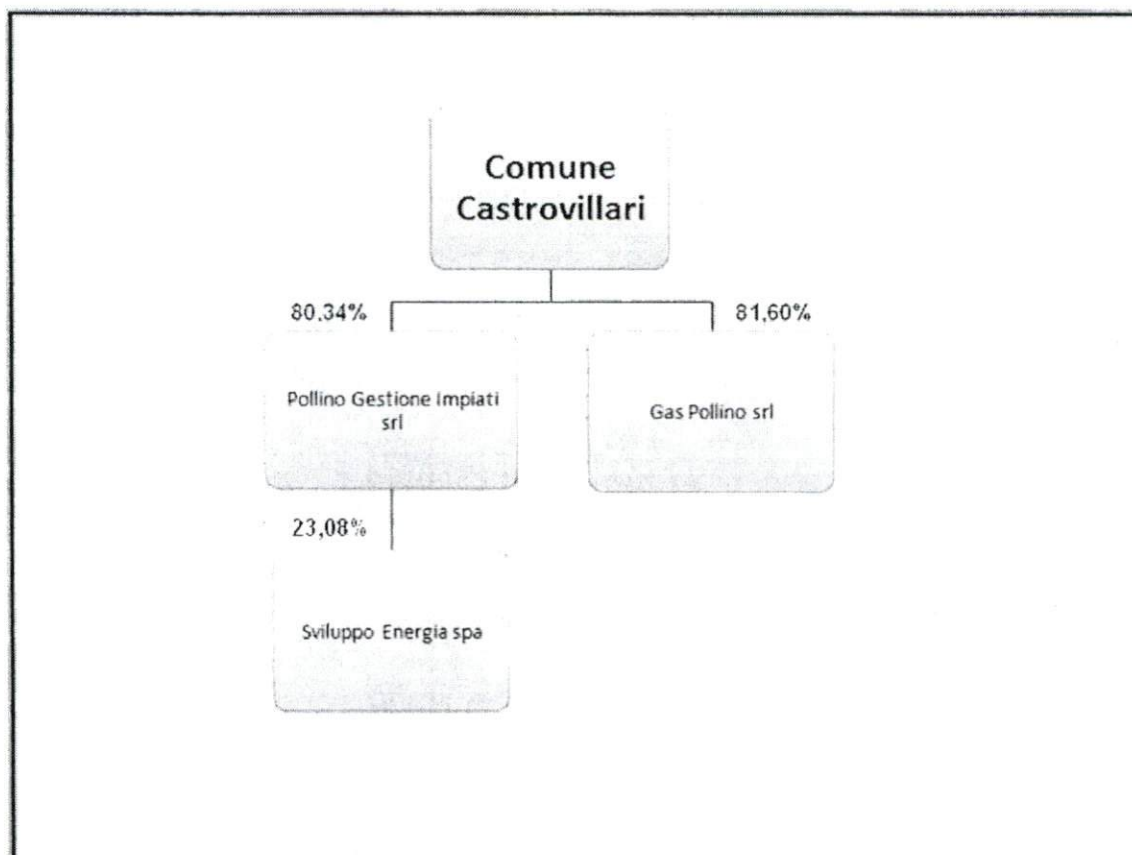 Comune
Castrovillari
80,34%
81,60%
Pollino Gestione Impiati
srl
Gas Pollino srl
23,08%
Sviluppo Energia spa